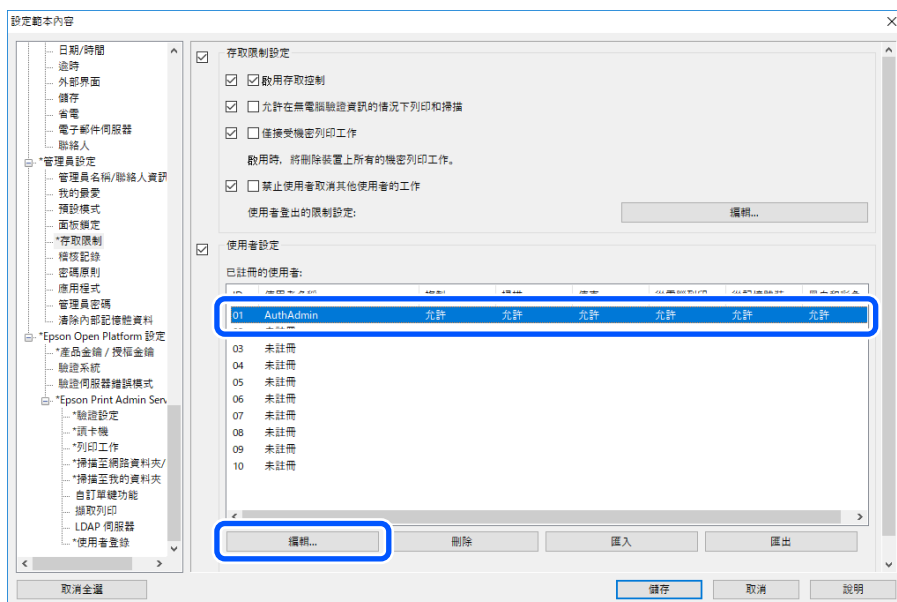 設定範本內容
日期/時間
逾時
外部界面
儲存
省電
電子郵件伺服器
聯絡人
*管理員設定
管理員名稱/聯絡人資訊
我的最愛
預設模式
面板鎖定
*存取限制
稽核記錄
密碼原則
應用程式
管理員密碼
清除內部記憶體資料
*Epson Open Platform 設定
*產品金鑰 / 授權金鑰
驗證系統
驗證伺服器錯誤模式
*Epson Print Admin Serv
*驗證設定
*讀卡機
*列印工作
*掃描至網路資料夾/
*掃描至我的資料夾
自訂單鍵功能
擷取列印
LDAP 伺服器
*使用者登錄
取消全選
存取限制設定
啟用存取控制
允許在無電腦驗證資訊的情況下列印和掃描
僅接受機密列印工作
啟用時，將刪除裝置上所有的機密列印工作。
禁止使用者取消其他使用者的工作
使用者登出的限制設定:
編輯...
使用者設定
已註冊的使用者:
01 AuthAdmin 允許 允許 允許 允許 允許 允許
03 未註冊
04 未註冊
05 未註冊
06 未註冊
07 未註冊
08 未註冊
09 未註冊
10 未註冊
編輯... 刪除 匯入 匯出
儲存 取消 說明